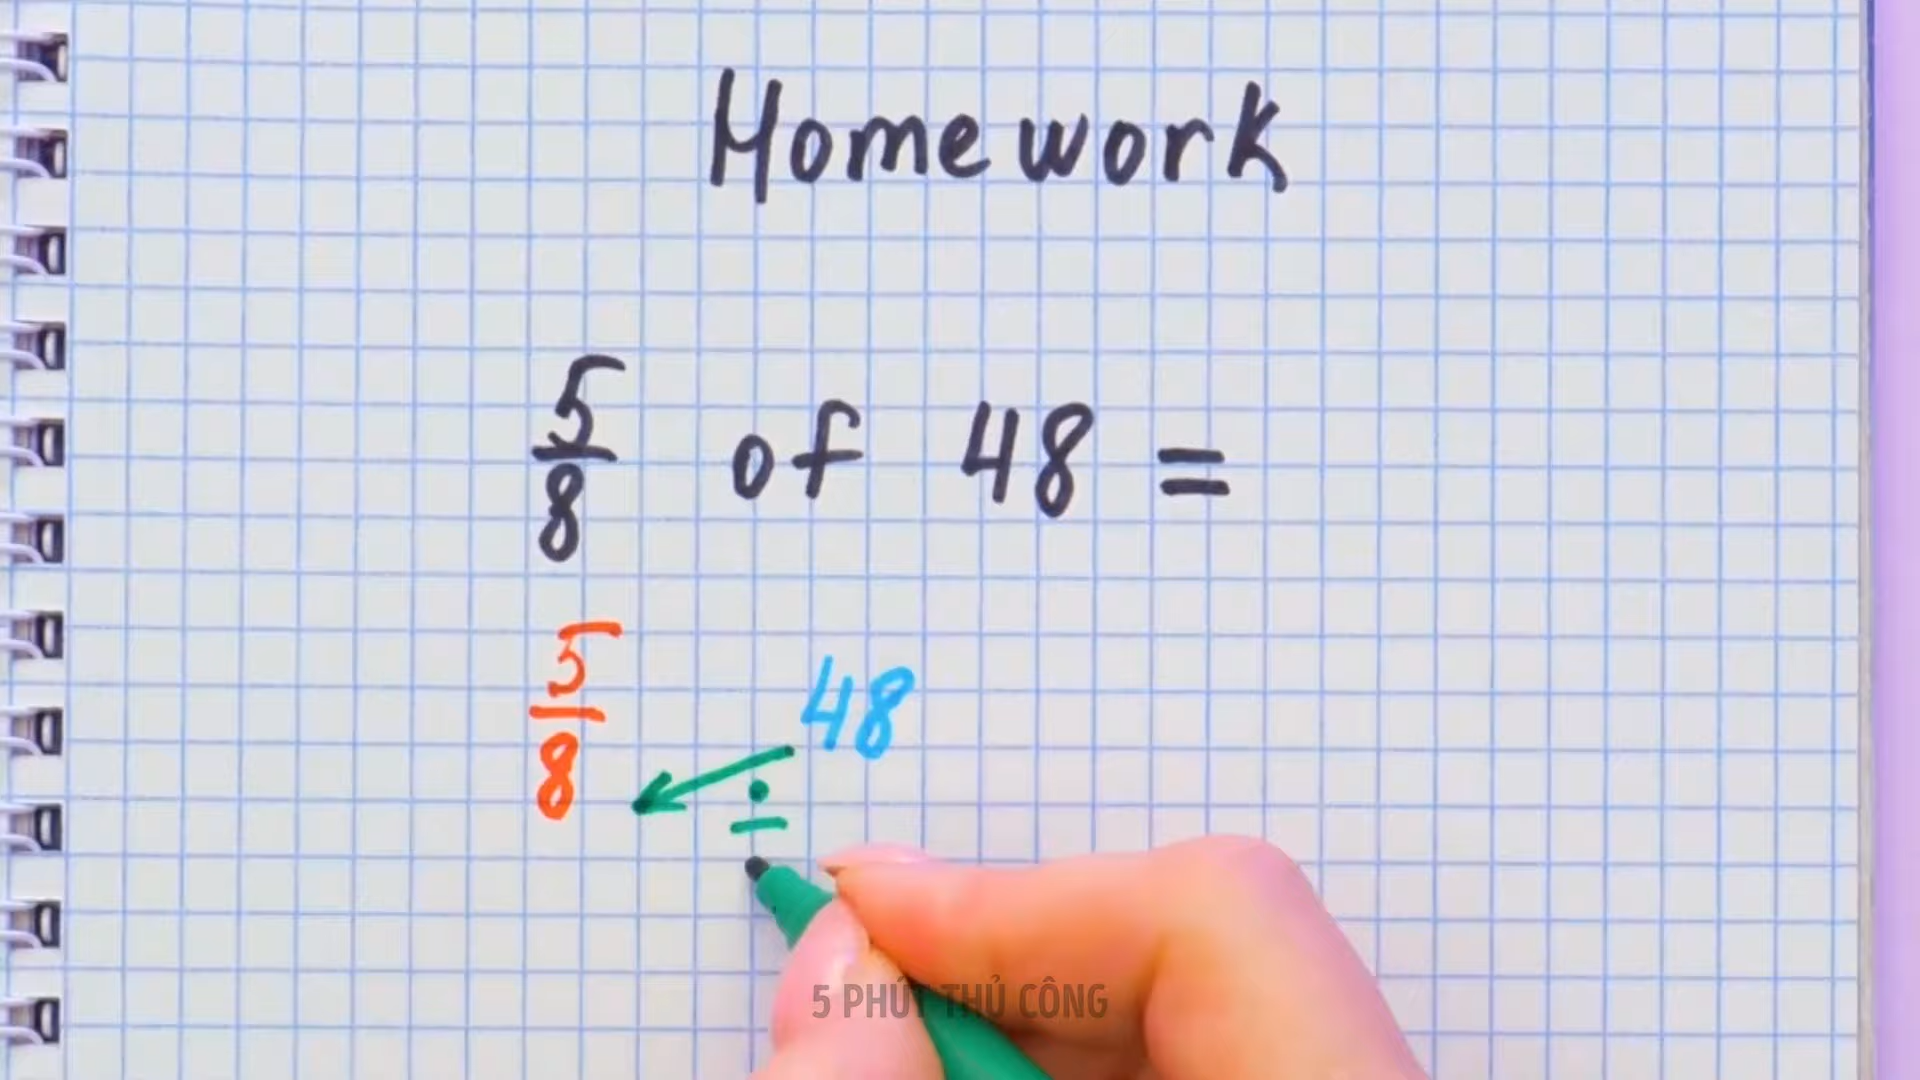 Homework
5/8 of 48 =
5/8 48
÷
5 PHÚT THỦ CÔNG